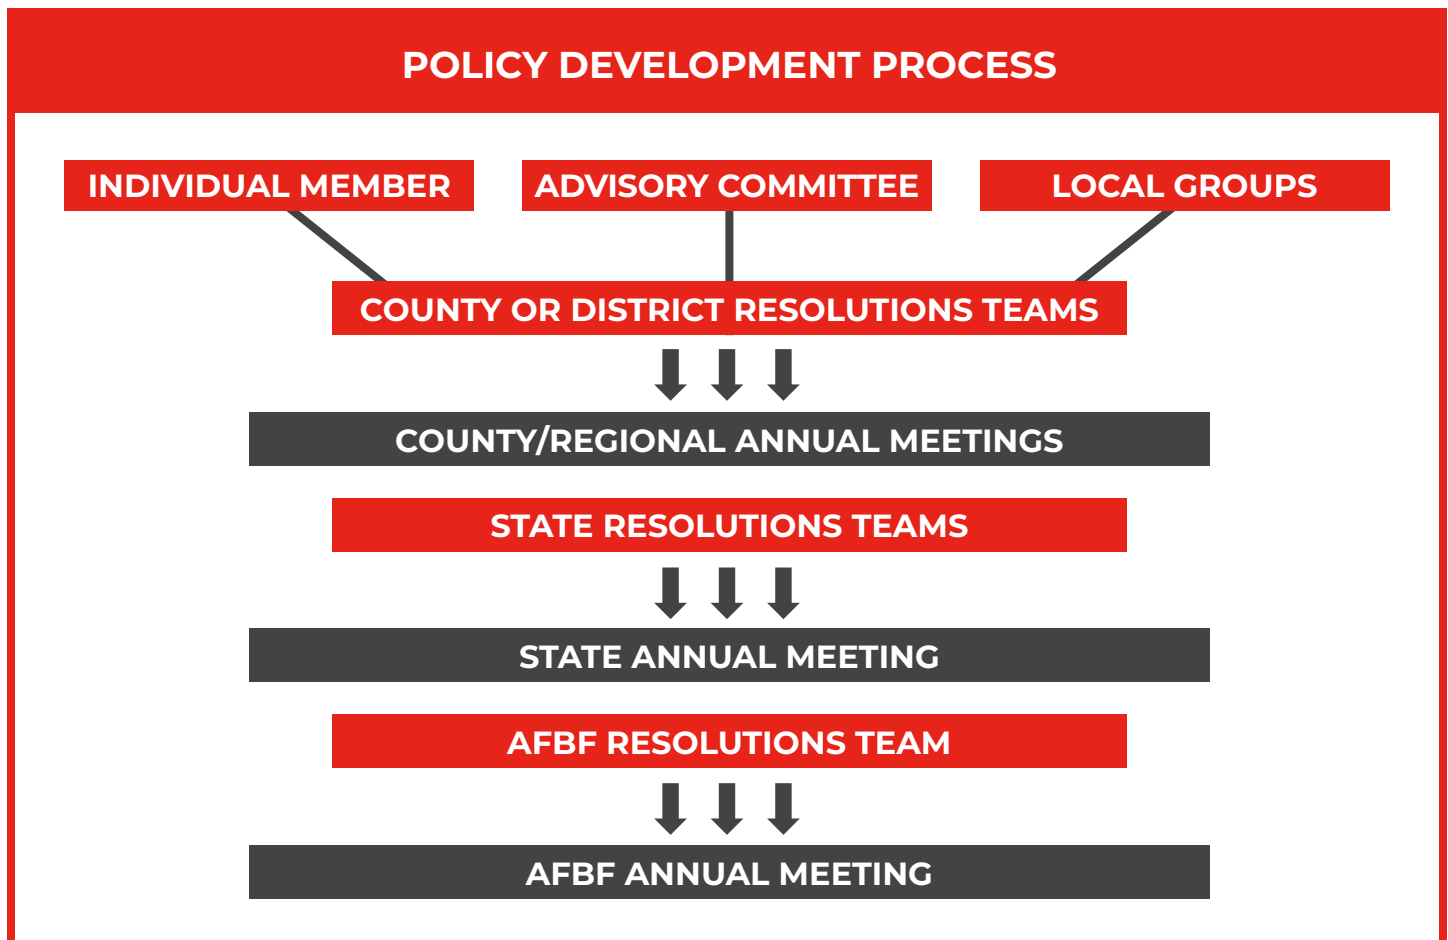 POLICY DEVELOPMENT PROCESS
INDIVIDUAL MEMBER
ADVISORY COMMITTEE
LOCAL GROUPS
COUNTY OR DISTRICT RESOLUTIONS TEAMS
COUNTY/REGIONAL ANNUAL MEETINGS
STATE RESOLUTIONS TEAMS
STATE ANNUAL MEETING
AFBF RESOLUTIONS TEAM
AFBF ANNUAL MEETING